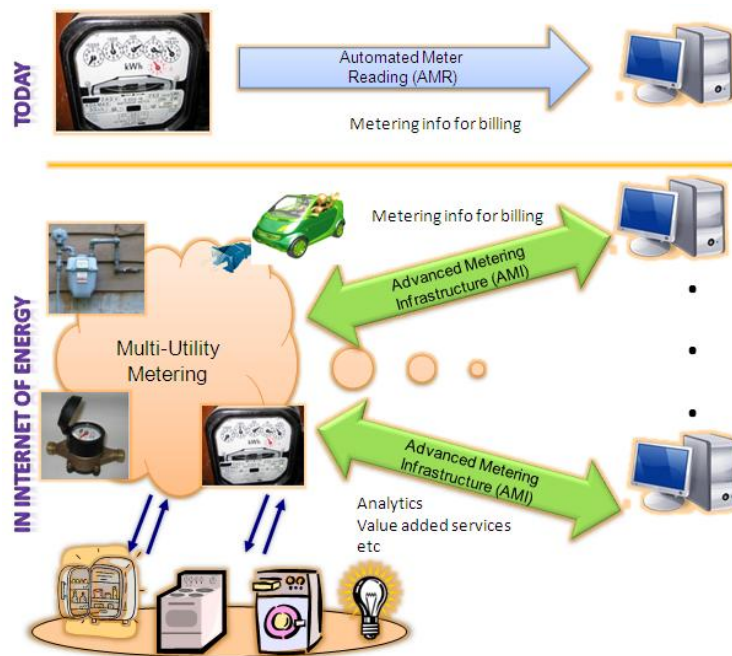 TODAY
kWh
Automated Meter
Reading (AMR)
Metering info for billing
IN INTERNET OF ENERGY
Metering info for billing
Advanced Metering
Infrastructure (AMI)
Multi-Utility
Metering
kWh
Advanced Metering
Infrastructure (AMI)
Analytics
Value added services
etc